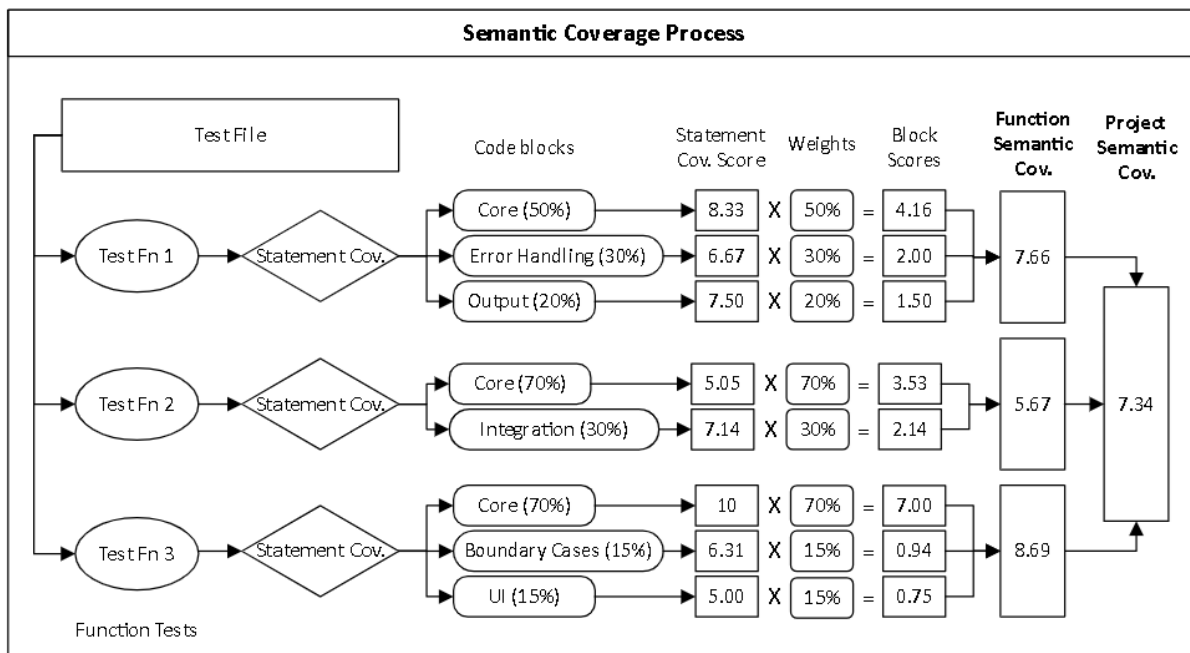 Semantic Coverage Process
Test File
Code blocks
Statement
Cov. Score
Weights
Block
Scores
Function
Semantic
Cov.
Project
Semantic
Cov.
Test Fn 1
Statement Cov.
Core (50%)
8.33 X 50% = 4.16
Error Handling (30%)
6.67 X 30% = 2.00
Output (20%)
7.50 X 20% = 1.50
7.66
Test Fn 2
Statement Cov.
Core (70%)
5.05 X 70% = 3.53
Integration (30%)
7.14 X 30% = 2.14
5.67
7.34
Test Fn 3
Statement Cov.
Core (70%)
10 X 70% = 7.00
Boundary Cases (15%)
6.31 X 15% = 0.94
UI (15%)
5.00 X 15% = 0.75
8.69
Function Tests